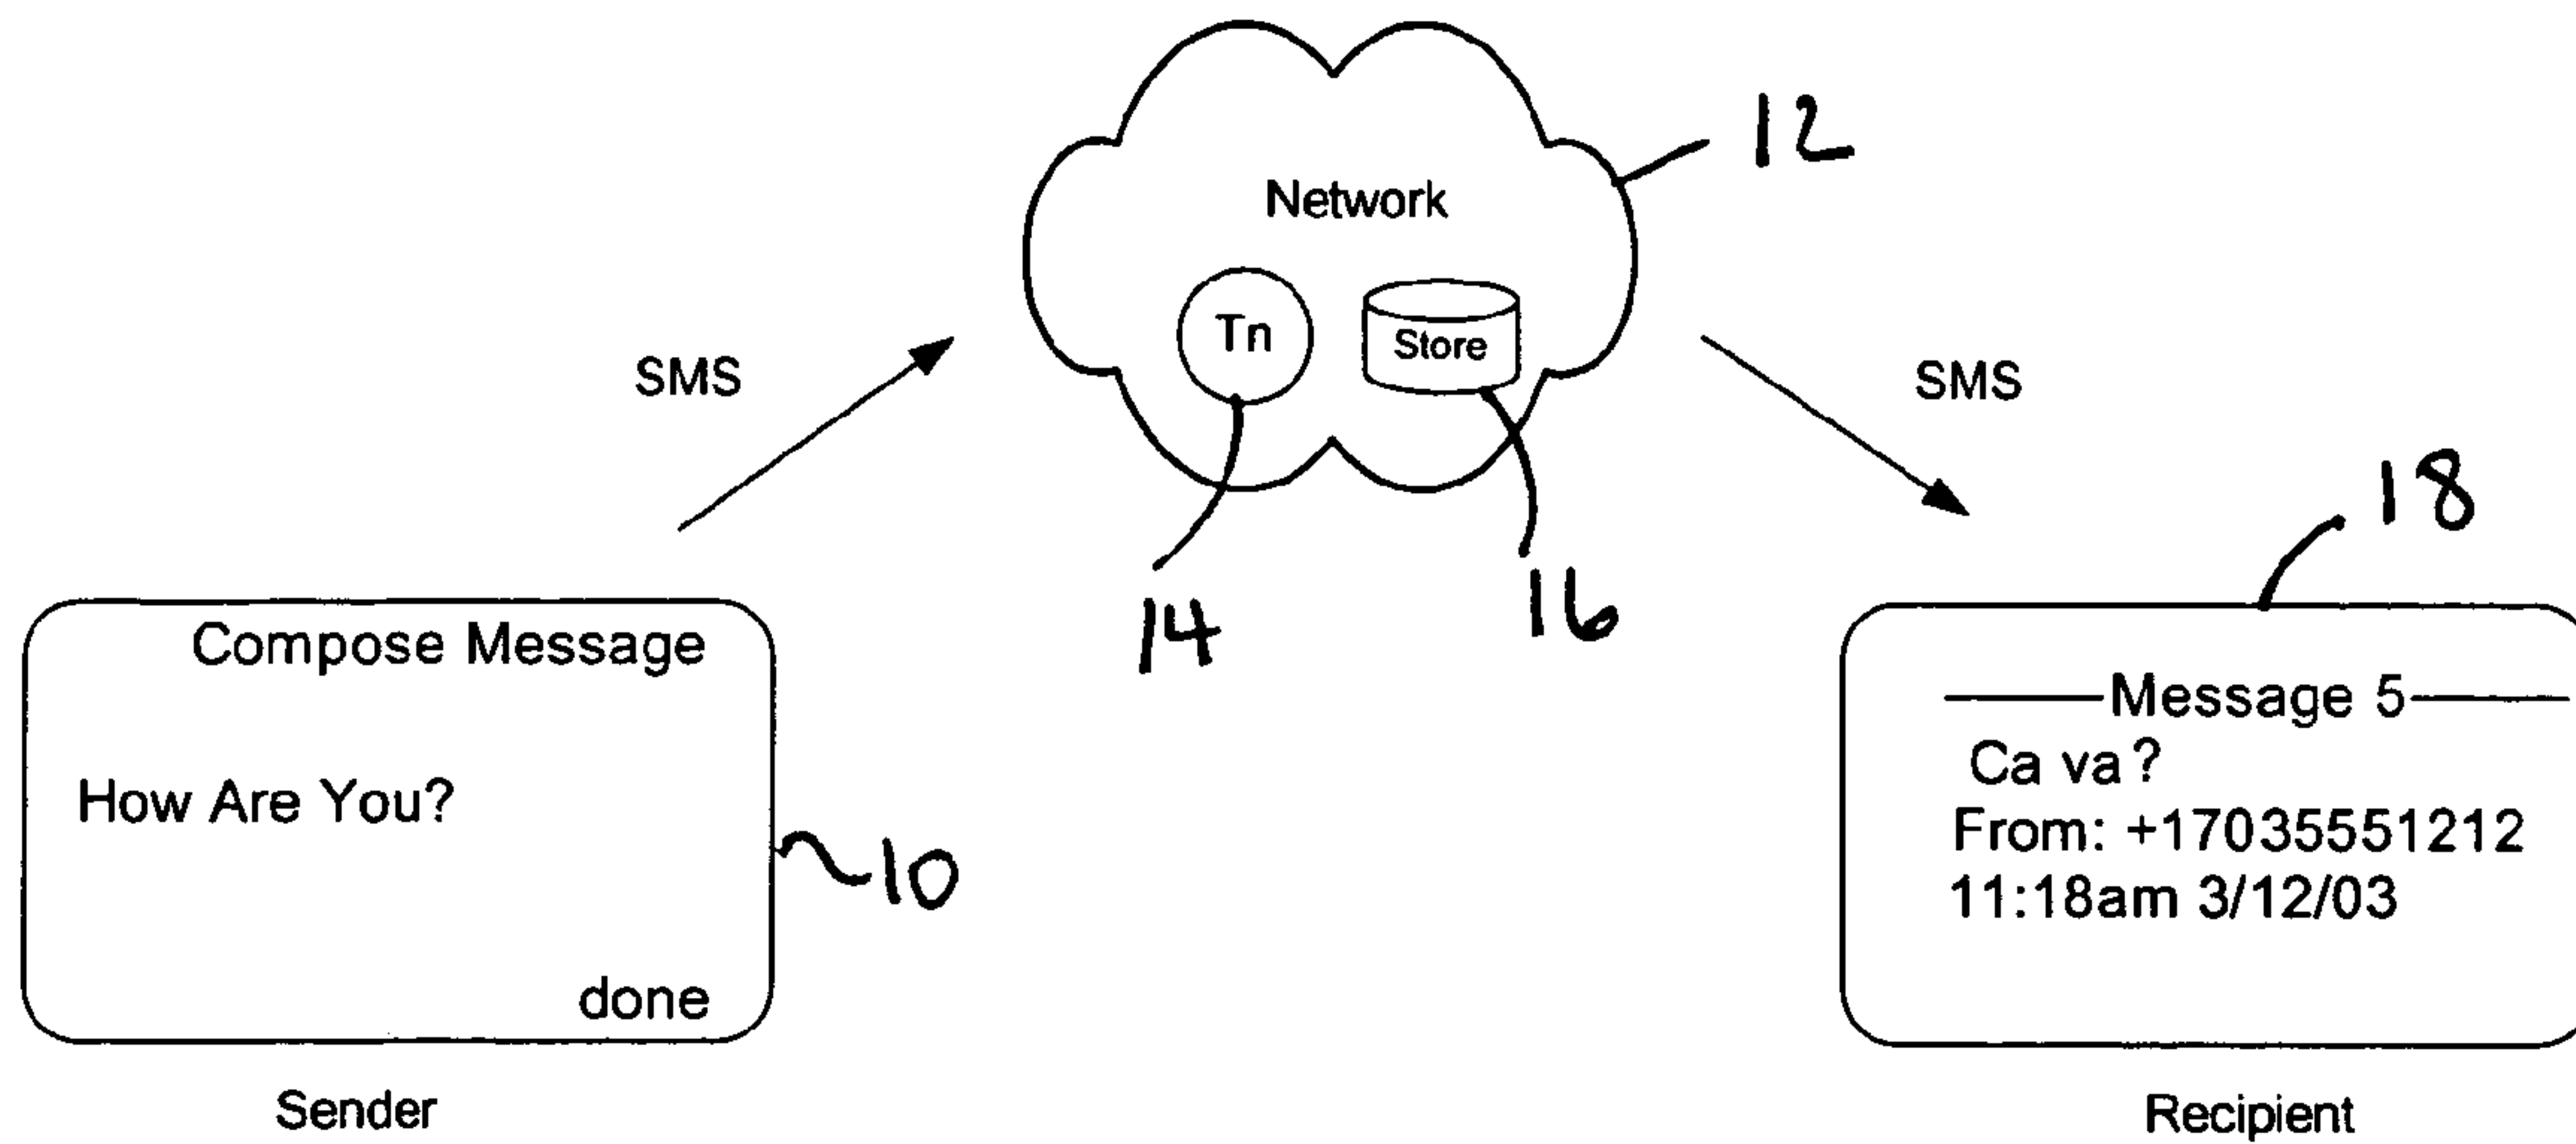 12
Network
Tn
Store
SMS
SMS
14
16
18
Compose Message
How Are You?
done
10
Message 5
Ca va?
From: +17035551212
11:18am 3/12/03
Sender
Recipient